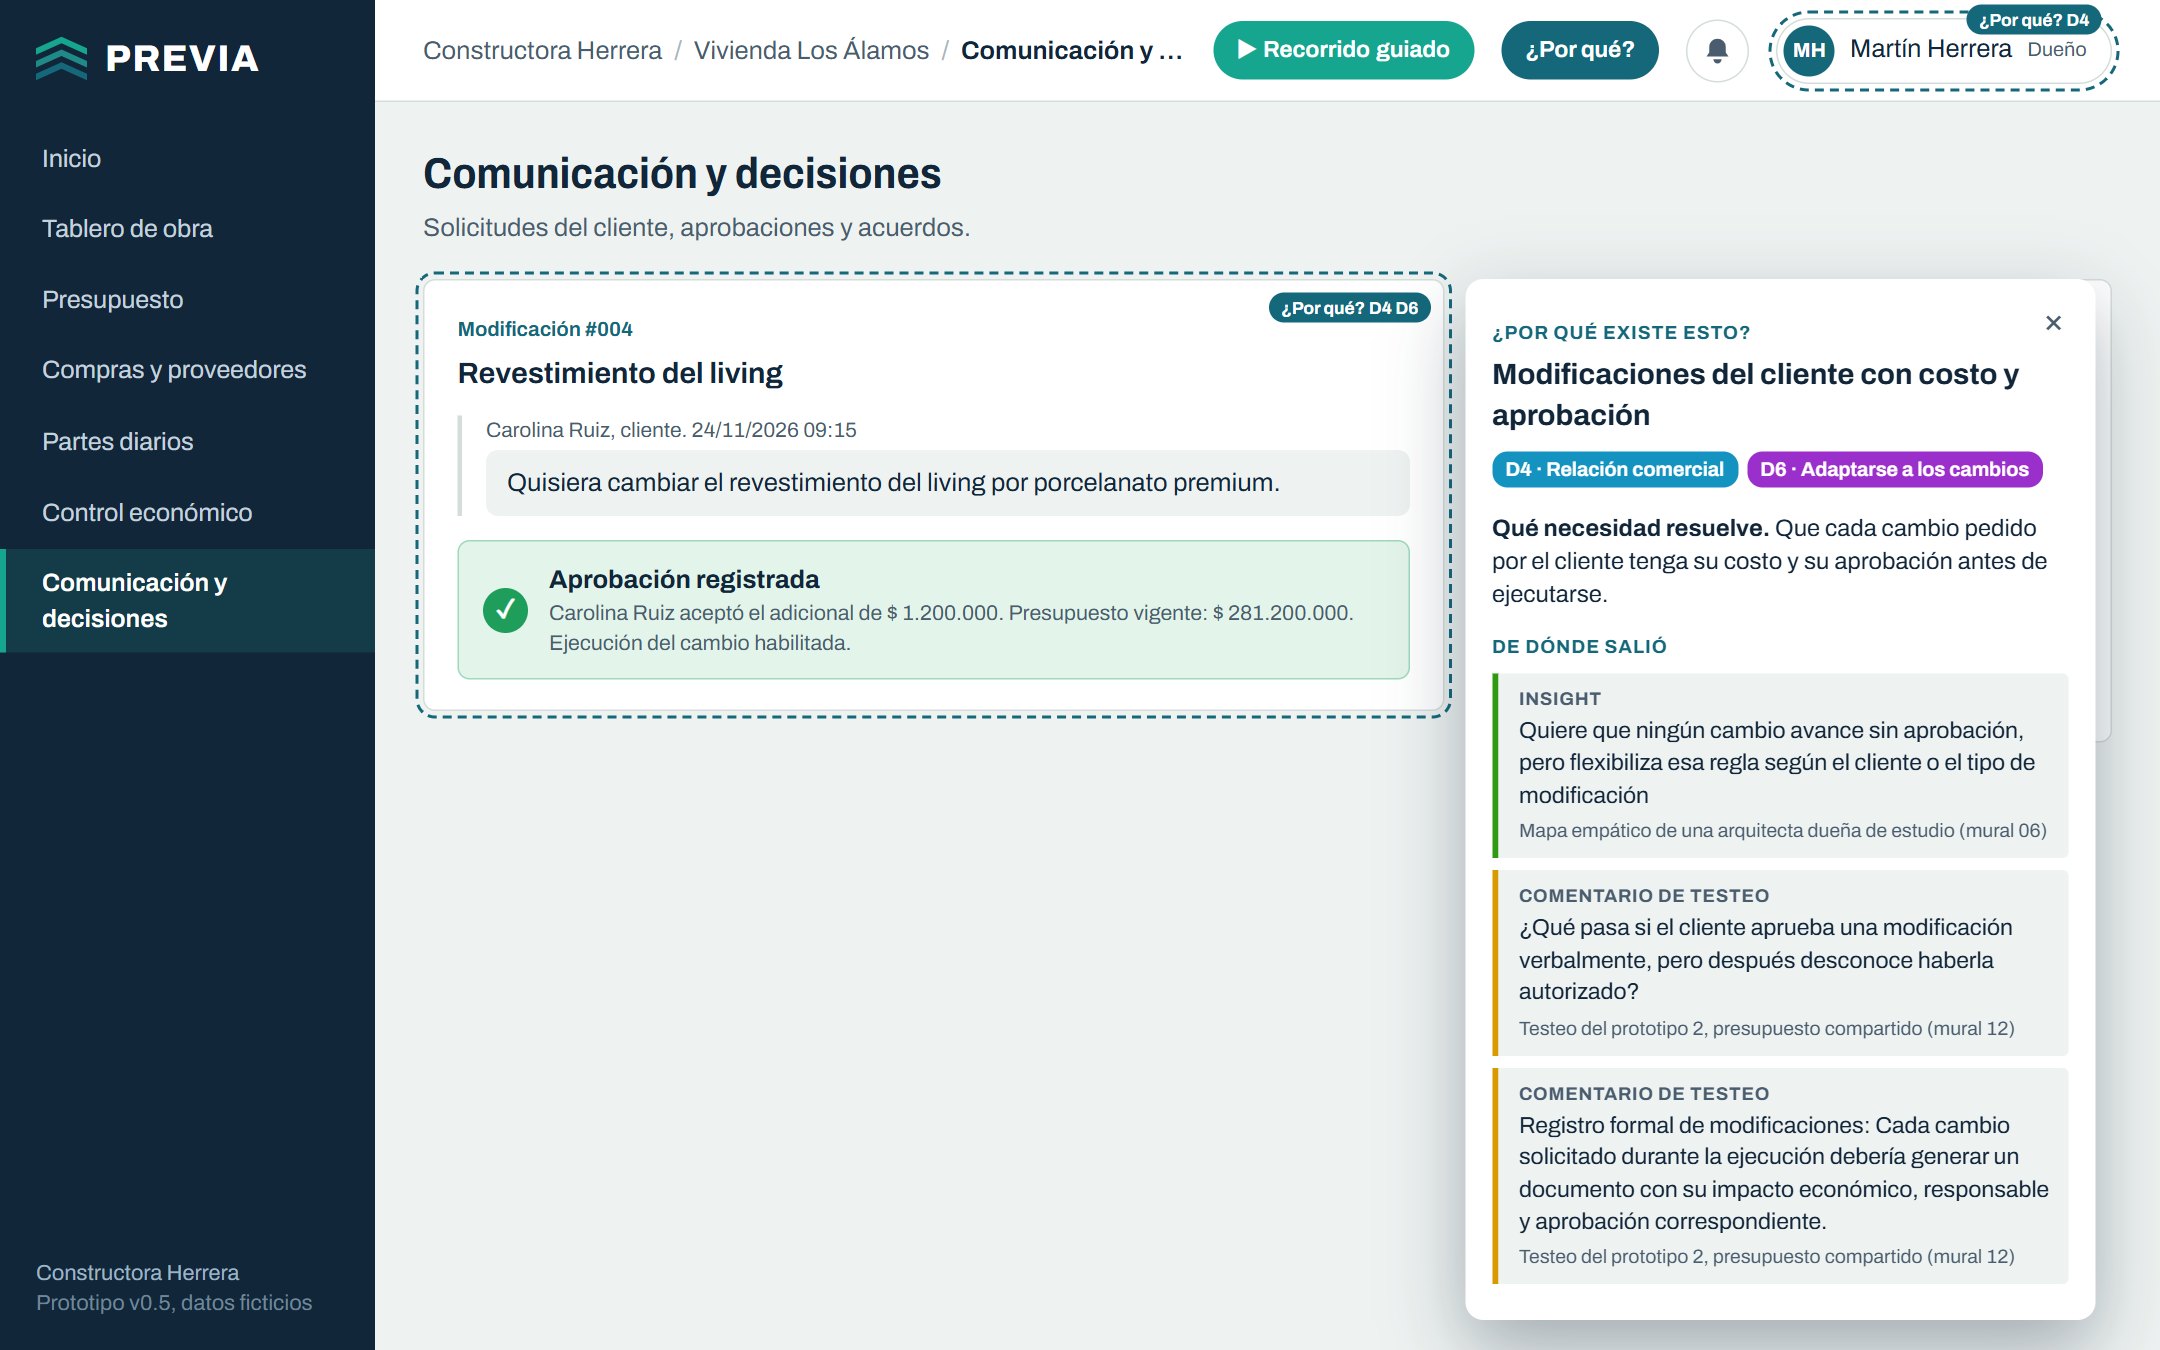 PREVIA
Inicio
Tablero de obra
Presupuesto
Compras y proveedores
Partes diarios
Control económico
Comunicación y
decisiones
Constructora Herrera
Prototipo v0.5, datos ficticios
Constructora Herrera / Vivienda Los Álamos / Comunicación y ...
▶ Recorrido guiado
¿Por qué?
¿Por qué? D4
MH Martín Herrera Dueño
Comunicación y decisiones
Solicitudes del cliente, aprobaciones y acuerdos.
¿Por qué? D4 D6
Modificación #004
Revestimiento del living
Carolina Ruiz, cliente. 24/11/2026 09:15
Quisiera cambiar el revestimiento del living por porcelanato premium.
Aprobación registrada
Carolina Ruiz aceptó el adicional de $ 1.200.000. Presupuesto vigente: $ 281.200.000.
Ejecución del cambio habilitada.
¿POR QUÉ EXISTE ESTO?
Modificaciones del cliente con costo y
aprobación
D4 · Relación comercial
D6 · Adaptarse a los cambios
Qué necesidad resuelve. Que cada cambio pedido
por el cliente tenga su costo y su aprobación antes de
ejecutarse.
DE DÓNDE SALIÓ
INSIGHT
Quiere que ningún cambio avance sin aprobación,
pero flexibiliza esa regla según el cliente o el tipo de
modificación
Mapa empático de una arquitecta dueña de estudio (mural 06)
COMENTARIO DE TESTEO
¿Qué pasa si el cliente aprueba una modificación
verbalmente, pero después desconoce haberla
autorizado?
Testeo del prototipo 2, presupuesto compartido (mural 12)
COMENTARIO DE TESTEO
Registro formal de modificaciones: Cada cambio
solicitado durante la ejecución debería generar un
documento con su impacto económico, responsable
y aprobación correspondiente.
Testeo del prototipo 2, presupuesto compartido (mural 12)